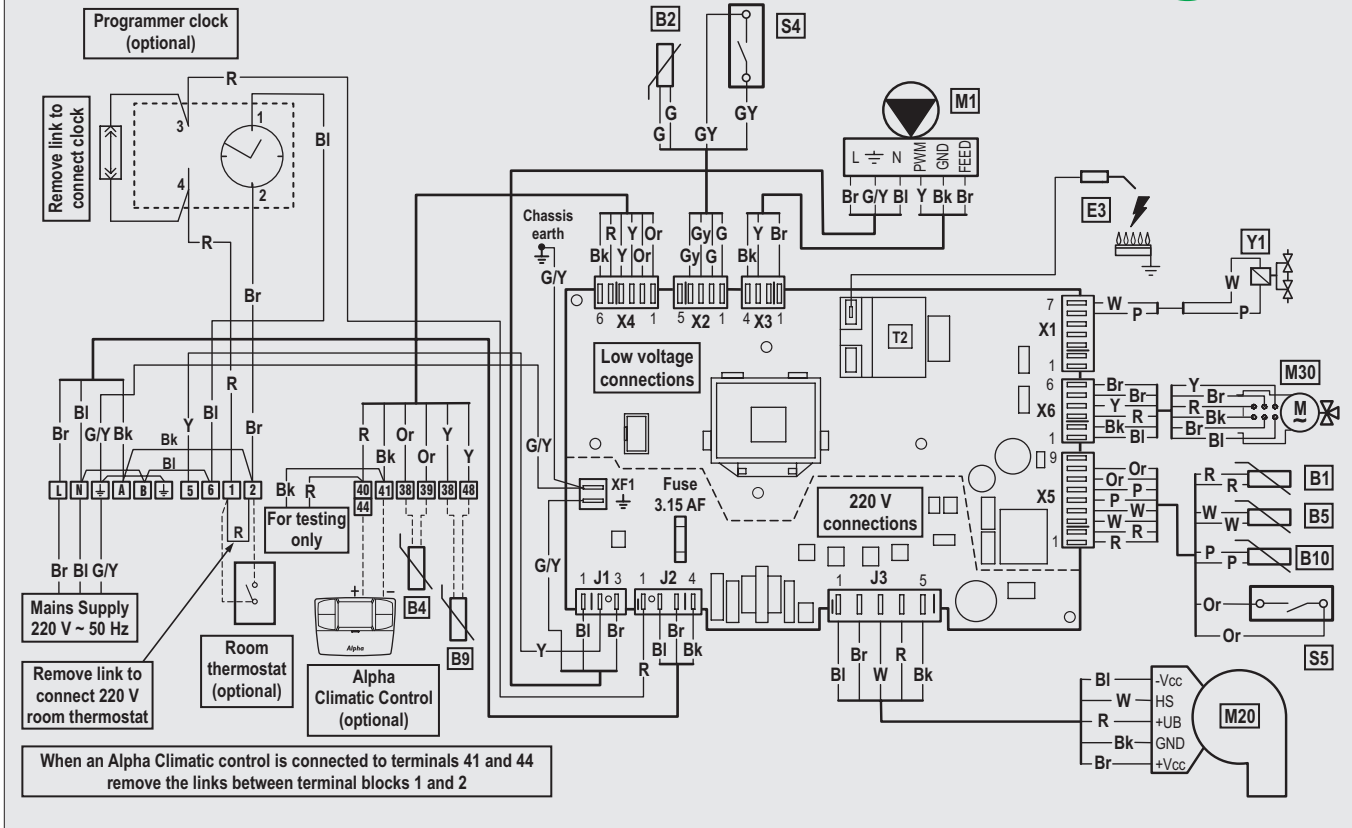 Programmer clock
(optional)
B2
S4
R
Remove link to
connect clock
3
1
Bl
4
2
G
G
GY
GY
M1
L N PWM GND FEED
Br G/Y Bl Y Bk Br
E3
Y1
W
P
R
Br
Chassis
earth
G/Y
R Y Or
Bk Y Or
Gy G
Gy G
Y Br
Bk
6 X4 1
5 X2 1
4 X3 1
T2
7
X1
1
W
P
Low voltage
connections
6
X6
1
Br
Br
Y
R
Bk
Bl
Y
Br
R
Bk
Br
Bl
M
~
M30
Br
Bl
G/Y
Bk
Bk
Bl
Y
Bl
R
Br
L N A B 5 6 1 2
R
Bk
R
Bk
Or
Or
Y
Y
40 41 38 39 38 48
44
For testing
only
G/Y
XF1
Fuse
3.15 AF
220 V
connections
9
X5
1
Or
Or
P
P
W
W
R
R
R
R
B1
W
W
B5
P
P
B10
Or
Or
S5
R
Br Bl G/Y
Mains Supply
220 V ~ 50 Hz
Remove link to
connect 220 V
room thermostat
Room
thermostat
(optional)
+ –
Alpha
Alpha
Climatic Control
(optional)
B4
B9
G/Y
1 J1 3
1 J2 4
1 J3 5
Bl Br
Y
R
Br
Bl Bk
Br R
Bl W Bk
Bl
W
R
Bk
Br
-Vcc
HS
+UB
GND
+Vcc
M20
When an Alpha Climatic control is connected to terminals 41 and 44
remove the links between terminal blocks 1 and 2